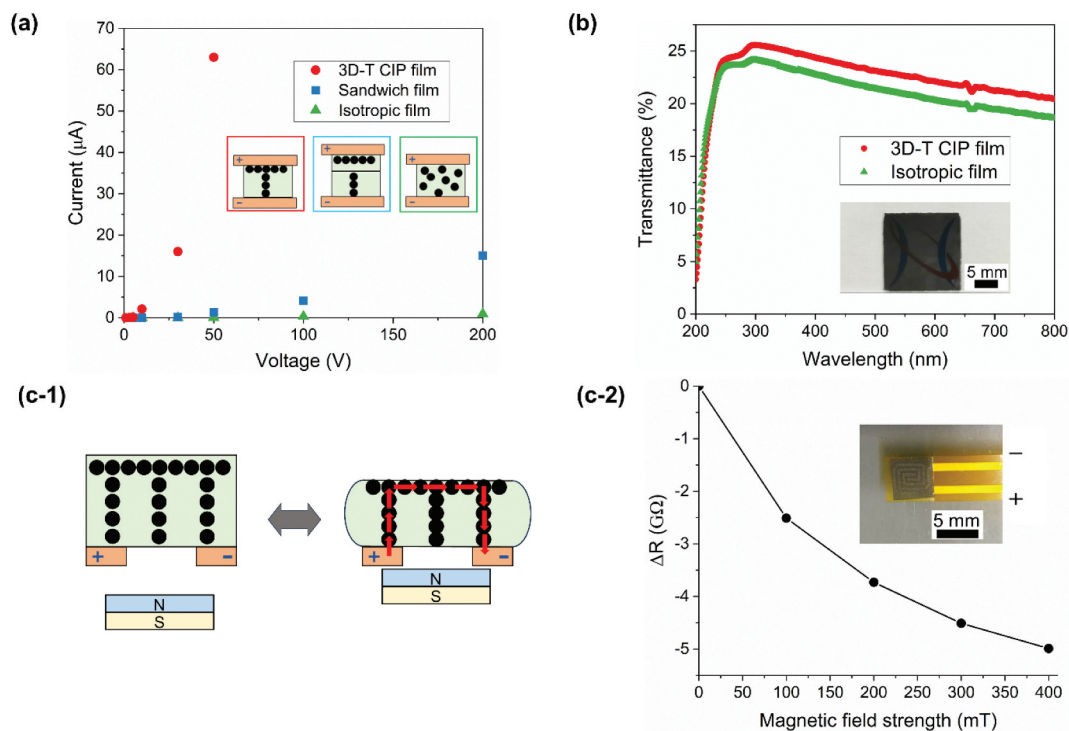 (a)
70
60
50
40
30
20
10
0
Current (μA)
3D-T CIP film
Sandwich film
Isotropic film
+
−
+
−
+
−
0
50
100
150
200
Voltage (V)
(b)
25
20
15
10
5
0
Transmittance (%)
3D-T CIP film
Isotropic film
5 mm
200
300
400
500
600
700
800
Wavelength (nm)
(c-1)
+ −
N
S
+ −
N
S
(c-2)
0
-1
-2
-3
-4
-5
ΔR (GΩ)
−
+
5 mm
0
50
100
150
200
250
300
350
400
Magnetic field strength (mT)